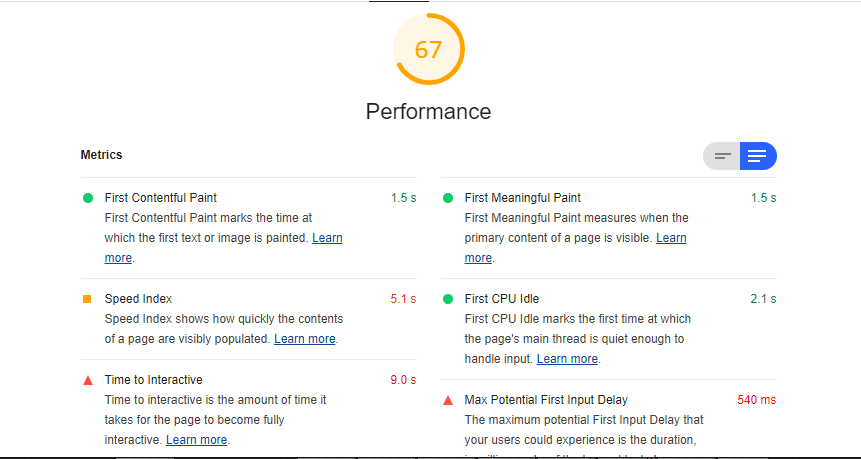 67
Performance
Metrics
First Contentful Paint 1.5 s
First Contentful Paint marks the time at
which the first text or image is painted. Learn
more.
First Meaningful Paint 1.5 s
First Meaningful Paint measures when the
primary content of a page is visible. Learn
more.
Speed Index 5.1 s
Speed Index shows how quickly the contents
of a page are visibly populated. Learn more.
First CPU Idle 2.1 s
First CPU Idle marks the first time at which
the page's main thread is quiet enough to
handle input. Learn more.
Time to Interactive 9.0 s
Time to interactive is the amount of time it
takes for the page to become fully
interactive. Learn more.
Max Potential First Input Delay 540 ms
The maximum potential First Input Delay that
your users could experience is the duration,